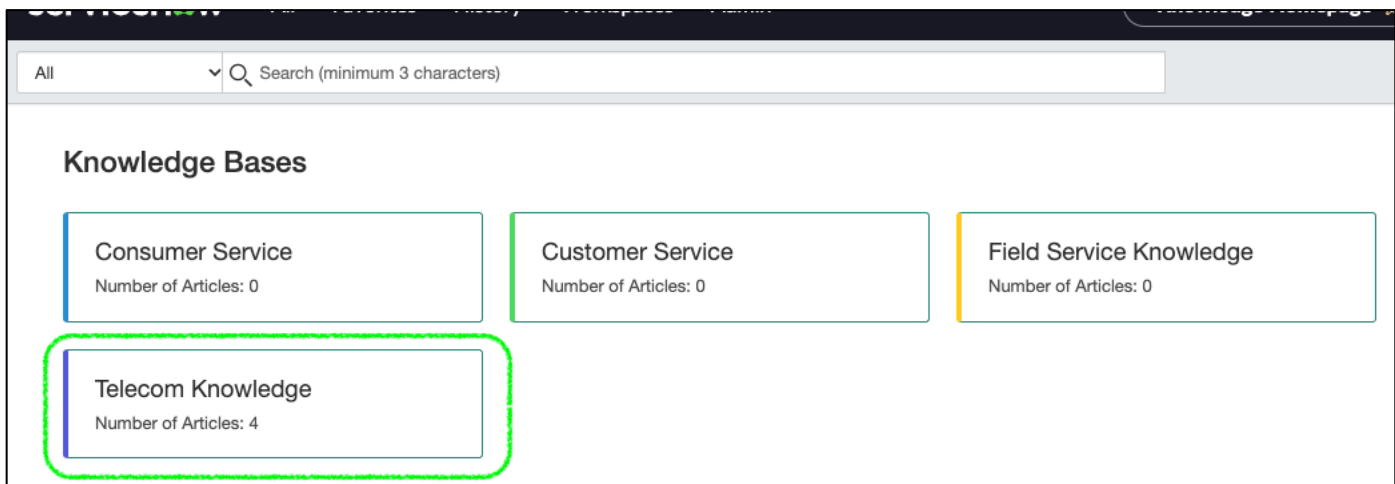 All
Search (minimum 3 characters)
Knowledge Bases
Consumer Service
Number of Articles: 0
Customer Service
Number of Articles: 0
Field Service Knowledge
Number of Articles: 0
Telecom Knowledge
Number of Articles: 4